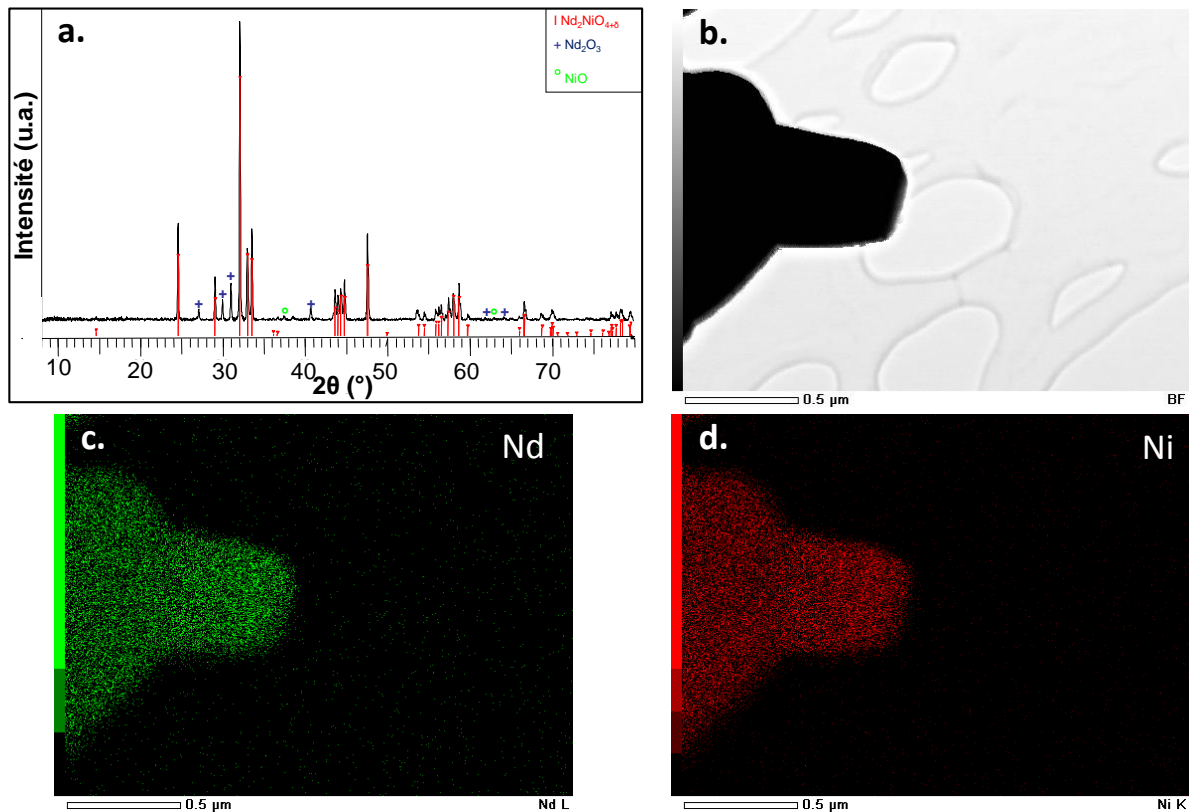 a.
I Nd₂NiO₄₊δ
+ Nd₂O₃
° NiO
Intensité (u.a.)
10 20 30 40 50 60 70
2θ (°)
b.
0.5 µm BF
c. Nd
0.5 µm Nd L
d. Ni
0.5 µm Ni K